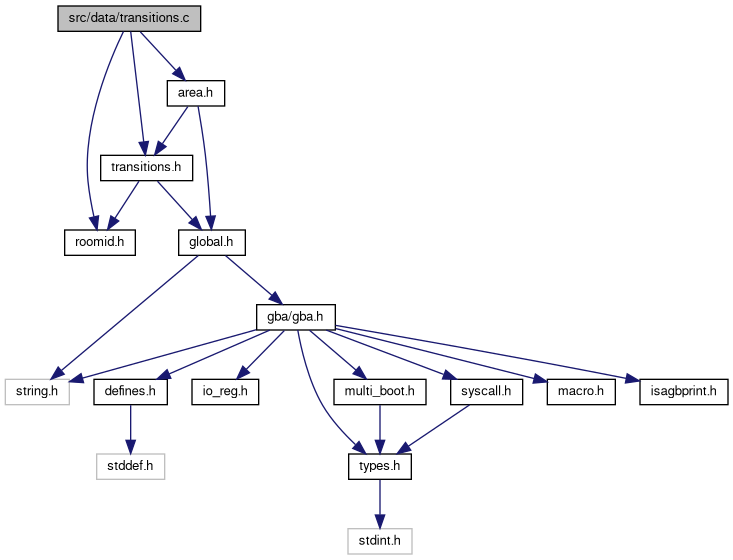 src/data/transitions.c
area.h
transitions.h
roomid.h
global.h
gba/gba.h
string.h
defines.h
io_reg.h
multi_boot.h
syscall.h
macro.h
isagbprint.h
stddef.h
types.h
stdint.h